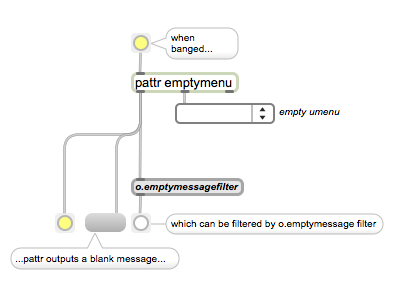 when
banged...
pattr emptymenu
empty umenu
o.emptymessagefilter
which can be filtered by o.emptymessage filter
...pattr outputs a blank message...